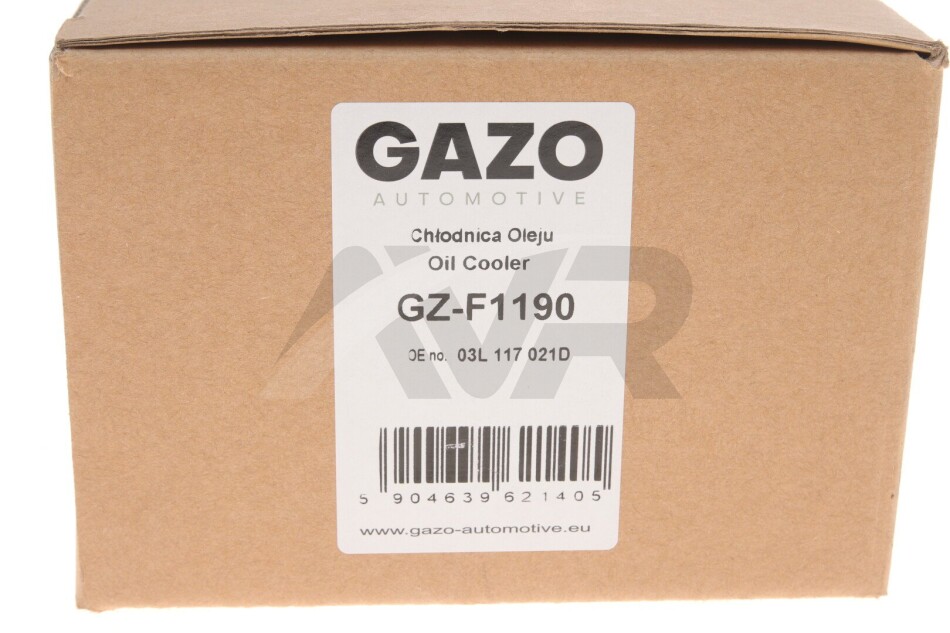 GAZO
AUTOMOTIVE
Chłodnica Oleju
Oil Cooler
GZ-F1190
OE no. 03L 117 021D
5 904639 621405
www.gazo-automotive.eu